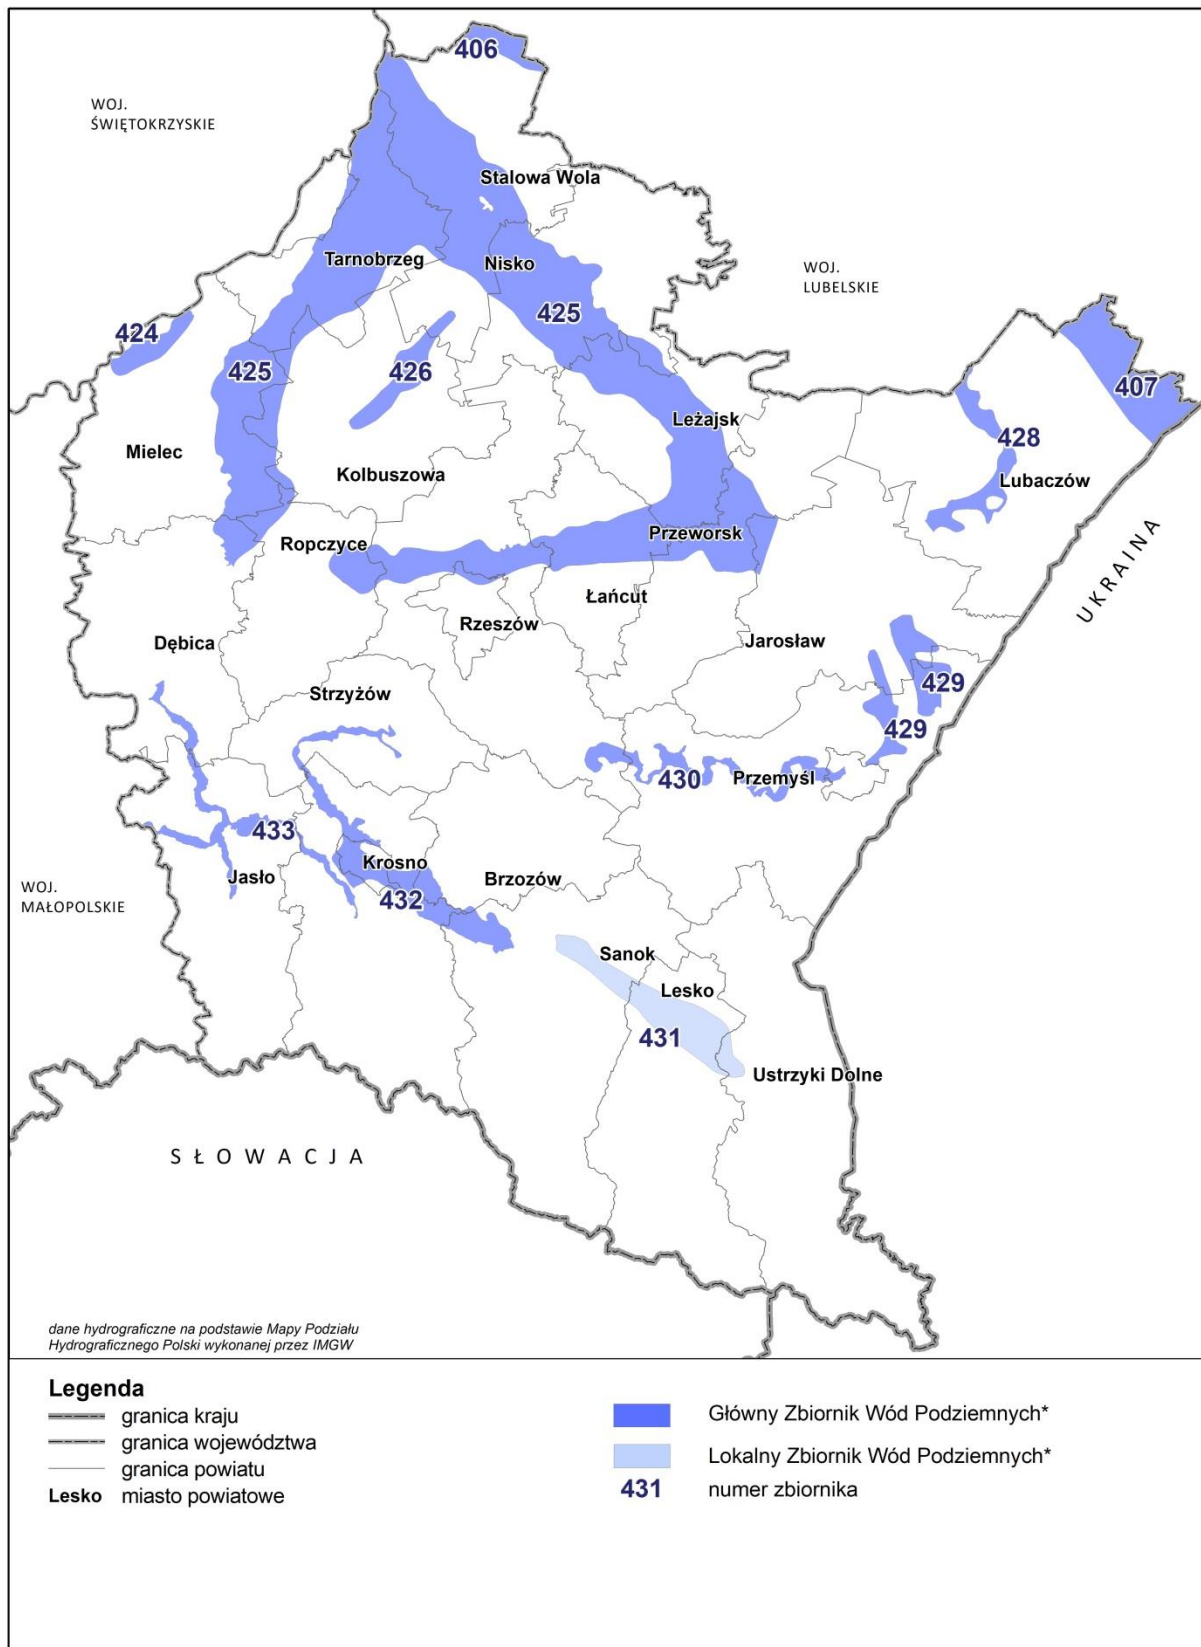 406
WOJ.
ŚWIĘTOKRZYSKIE
Stalowa Wola
Tarnobrzeg
Nisko
WOJ.
LUBELSKIE
425
424
425
426
407
Leżajsk
428
Mielec
Kolbuszowa
Lubaczów
Przeworsk
Ropczyce
UKRAINA
Łańcut
Rzeszów
Dębica
Jarosław
429
Strzyżów
429
430
Przemyśl
433
Krosno
Jasło
Brzozów
WOJ.
MAŁOPOLSKIE
432
Sanok
Lesko
431
Ustrzyki Dolne
SŁOWACJA
dane hydrograficzne na podstawie Mapy Podziału
Hydrograficznego Polski wykonanej przez IMGW
Legenda
granica kraju
granica województwa
granica powiatu
Lesko miasto powiatowe
Główny Zbiornik Wód Podziemnych*
Lokalny Zbiornik Wód Podziemnych*
431 numer zbiornika